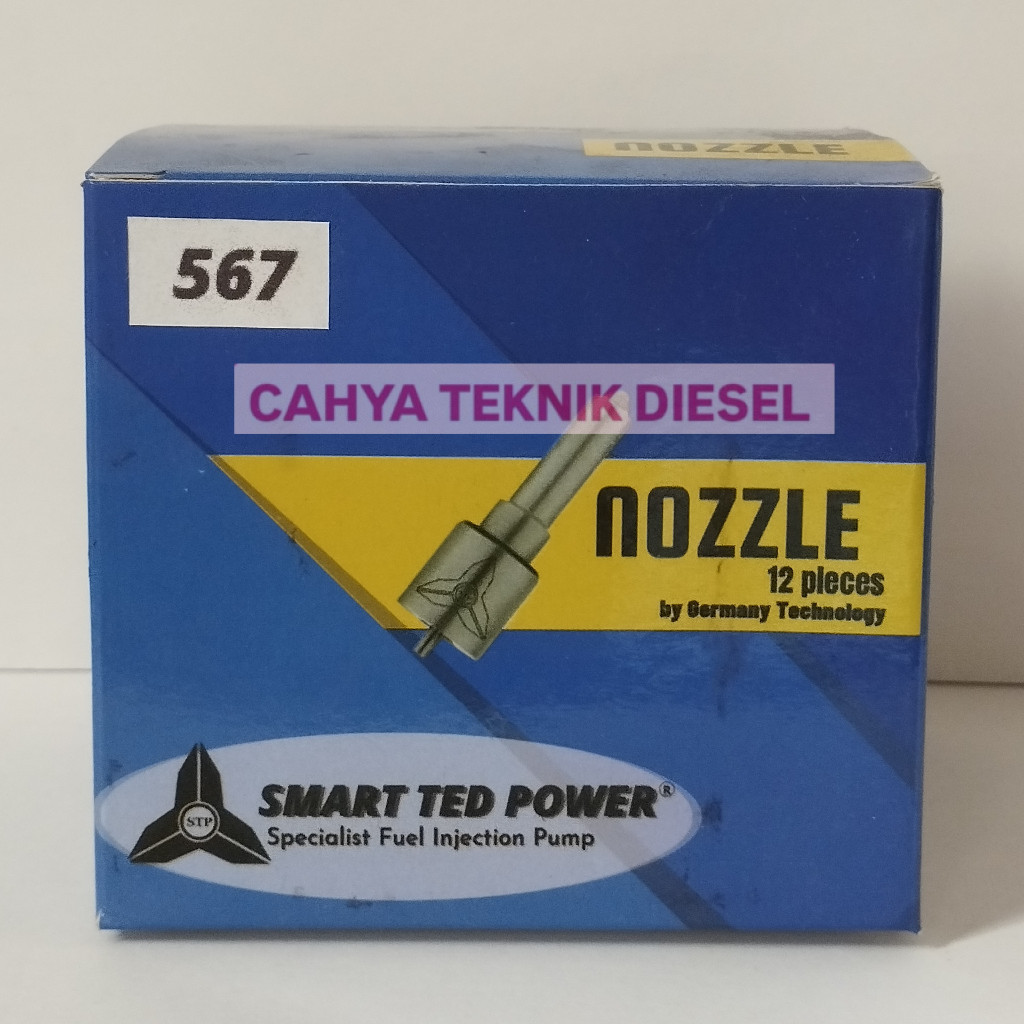 NOZZLE
567
CAHYA TEKNIK DIESEL
NOZZLE
12 pieces
by Germany Technology
STP
SMART TED POWER®
Specialist Fuel Injection Pump